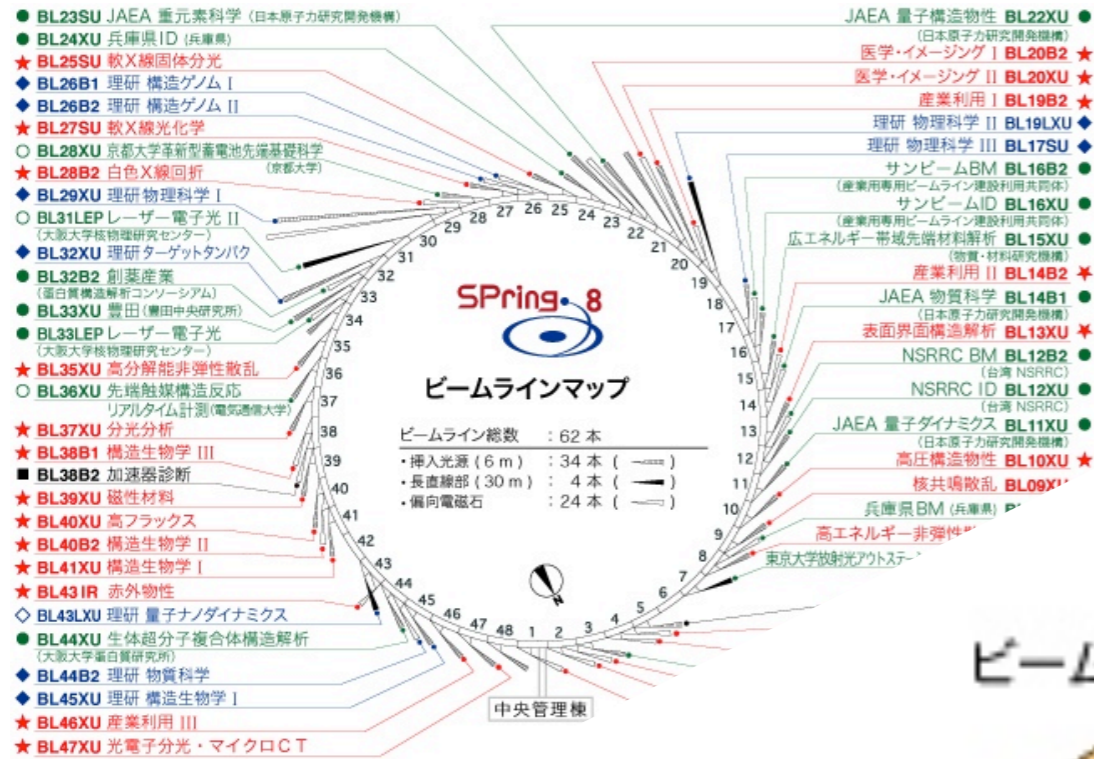 ● BL23SU JAEA 重元素科学 (日本原子力研究開発機構)
● BL24XU 兵庫県ID (兵庫県)
★ BL25SU 軟X線固体分光
◆ BL26B1 理研 構造ゲノム I
◆ BL26B2 理研 構造ゲノム II
★ BL27SU 軟X線光化学
○ BL28XU 京都大学革新型蓄電池先端基礎科学
(京都大学)
★ BL28B2 白色X線回折
◆ BL29XU 理研物理科学 I
○ BL31LEP レーザー電子光 II
(大阪大学核物理研究センター)
◆ BL32XU 理研ターゲットタンパク
● BL32B2 創薬産業
(蛋白質構造解析コンソーシアム)
● BL33XU 豊田 (豊田中央研究所)
● BL33LEP レーザー電子光
(大阪大学核物理研究センター)
★ BL35XU 高分解能非弾性散乱
○ BL36XU 先端触媒構造反応
リアルタイム計測 (電気通信大学)
★ BL37XU 分光分析
★ BL38B1 構造生物学 III
■ BL38B2 加速器診断
★ BL39XU 磁性材料
★ BL40XU 高フラックス
★ BL40B2 構造生物学 II
★ BL41XU 構造生物学 I
★ BL43IR 赤外物性
◇ BL43LXU 理研 量子ナノダイナミクス
● BL44XU 生体超分子複合体構造解析
(大阪大学蛋白質研究所)
◆ BL44B2 理研 物質科学
◆ BL45XU 理研 構造生物学 I
★ BL46XU 産業利用 III
★ BL47XU 光電子分光・マイクロCT
JAEA 量子構造物性 BL22XU ●
(日本原子力研究開発機構)
医学・イメージング I BL20B2 ★
医学・イメージング II BL20XU ★
産業利用 I BL19B2 ★
理研 物理科学 II BL19LXU ◆
理研 物理科学 III BL17SU ◆
サンビームBM BL16B2 ●
(産業用専用ビームライン建設利用共同体)
サンビームID BL16XU ●
(産業用専用ビームライン建設利用共同体)
広エネルギー帯域先端材料解析 BL15XU ●
(物質・材料研究機構)
産業利用 II BL14B2 ★
JAEA 物質科学 BL14B1 ●
(日本原子力研究開発機構)
表面界面構造解析 BL13XU ★
NSRRC BM BL12B2 ●
(台湾 NSRRC)
NSRRC ID BL12XU ●
(台湾 NSRRC)
JAEA 量子ダイナミクス BL11XU ●
(日本原子力研究開発機構)
高圧構造物性 BL10XU ★
核共鳴散乱 BL09XU
兵庫県BM (兵庫県)
高エネルギー非弾性
東京大学放射光アウトステー
SPring-8
ビームラインマップ
ビームライン総数 : 62 本
・挿入光源 (6 m) : 34 本 ( )
・長直線部 (30 m) : 4 本 ( )
・偏向電磁石 : 24 本 ( )
N
1
2
3
4
5
6
7
8
9
10
11
12
13
14
15
16
17
18
19
20
21
22
23
24
25
26
27
28
29
30
31
32
33
34
35
36
37
38
39
40
41
42
43
44
45
46
47
48
中央管理棟
ビーム